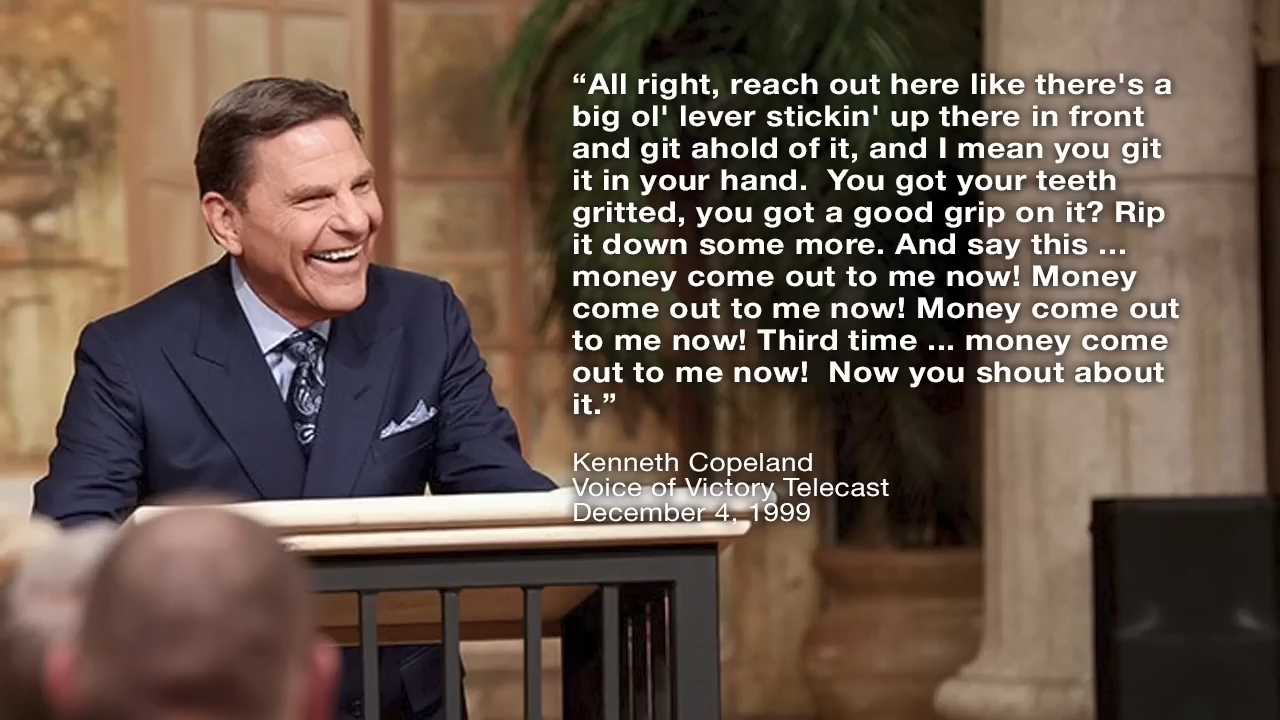 “All right, reach out here like there's a
big ol' lever stickin' up there in front
and git ahold of it, and I mean you git
it in your hand.  You got your teeth
gritted, you got a good grip on it? Rip
it down some more. And say this ...
money come out to me now! Money
come out to me now! Money come out
to me now! Third time ... money come
out to me now!  Now you shout about
it.”
Kenneth Copeland
Voice of Victory Telecast
December 4, 1999